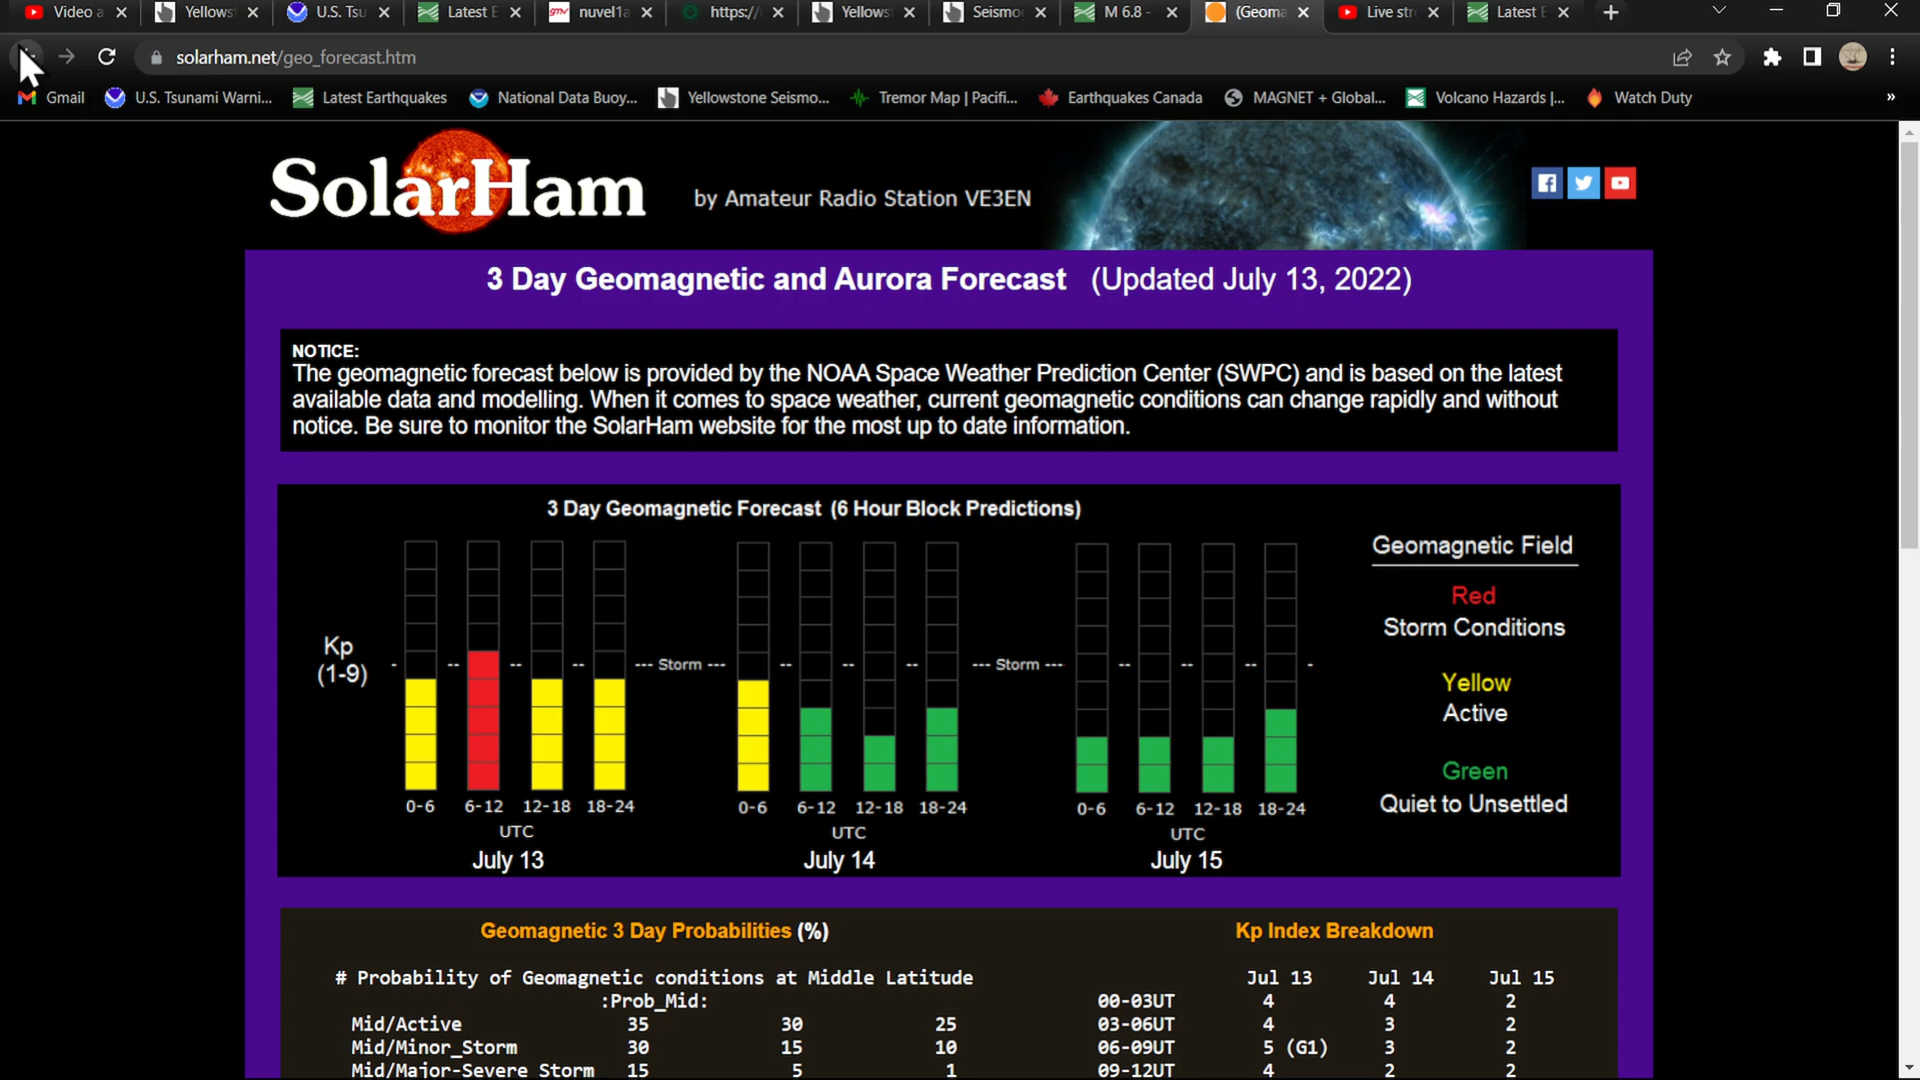 Video a
Yellows
U.S. Tsu
Latest E
nuvel1a
https://
Yellows
Seismo
M 6.8 -
(Geoma
Live str
Latest E
solarham.net/geo_forecast.htm
Gmail
U.S. Tsunami Warni...
Latest Earthquakes
National Data Buoy...
Yellowstone Seismo...
Tremor Map | Pacifi...
Earthquakes Canada
MAGNET + Global...
Volcano Hazards |...
Watch Duty
»
SolarHam
by Amateur Radio Station VE3EN
3 Day Geomagnetic and Aurora Forecast (Updated July 13, 2022)
NOTICE:
The geomagnetic forecast below is provided by the NOAA Space Weather Prediction Center (SWPC) and is based on the latest
available data and modelling. When it comes to space weather, current geomagnetic conditions can change rapidly and without
notice. Be sure to monitor the SolarHam website for the most up to date information.
3 Day Geomagnetic Forecast (6 Hour Block Predictions)
Kp
(1-9)
- -- -- -- --- Storm --- -- -- -- --- Storm --- -- -- -- -
0-6 6-12 12-18 18-24
UTC
July 13
0-6 6-12 12-18 18-24
UTC
July 14
0-6 6-12 12-18 18-24
UTC
July 15
Geomagnetic Field
Red
Storm Conditions
Yellow
Active
Green
Quiet to Unsettled
Geomagnetic 3 Day Probabilities (%)
# Probability of Geomagnetic conditions at Middle Latitude
:Prob_Mid:
Mid/Active 35 30 25
Mid/Minor_Storm 30 15 10
Mid/Major-Severe Storm 15 5 1
Kp Index Breakdown
Jul 13 Jul 14 Jul 15
00-03UT 4 4 2
03-06UT 4 3 2
06-09UT 5 (G1) 3 2
09-12UT 4 2 2